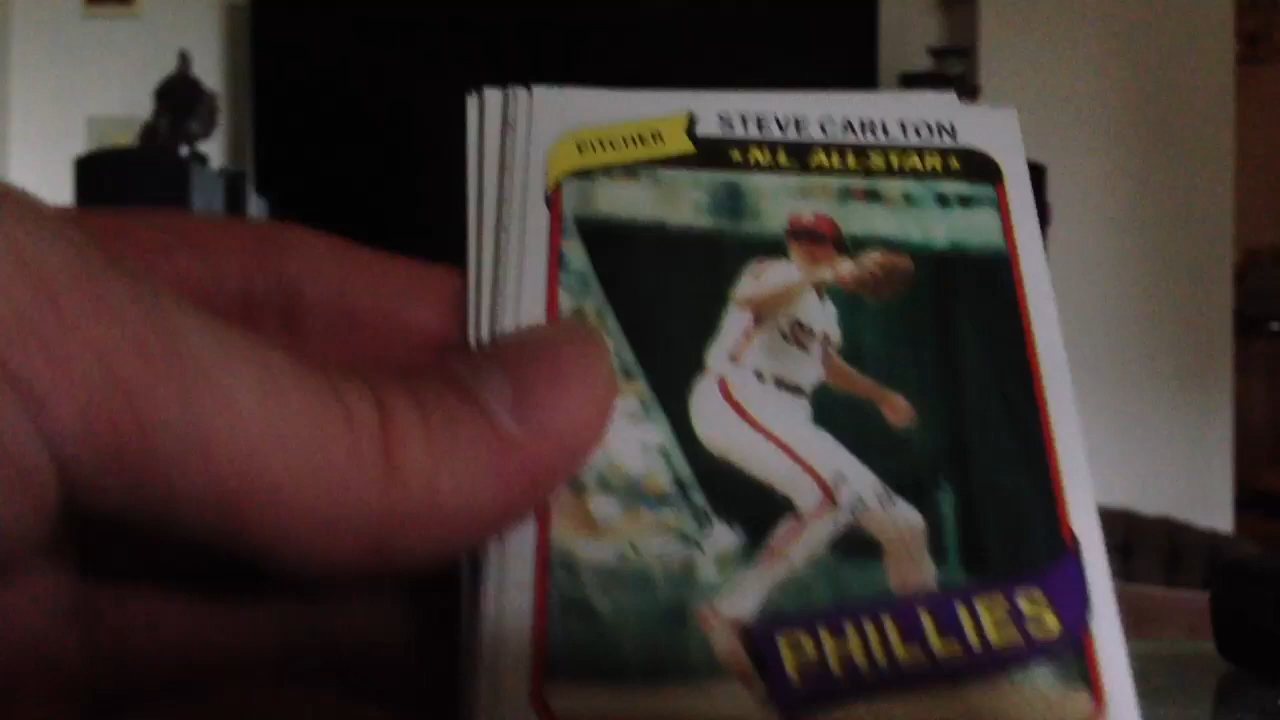 PITCHER
STEVE CARLTON
★N.L. ALL-STAR★
PHILLIES